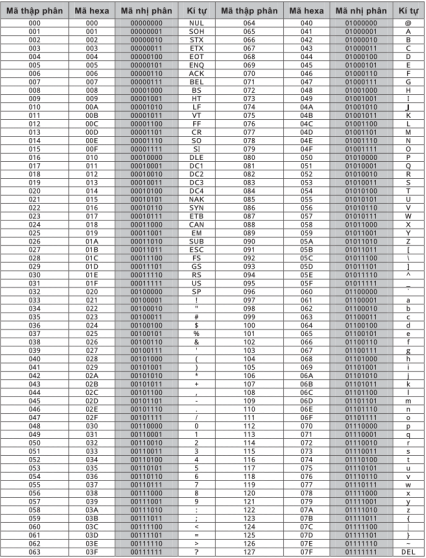 Mã thập phân Mã hexa Mã nhị phân Kí tự Mã thập phân Mã hexa Mã nhị phân Kí tự
000 000 00000000 NUL 064 040 01000000 @
001 001 00000001 SOH 065 041 01000001 A
002 002 00000010 STX 066 042 01000010 B
003 003 00000011 ETX 067 043 01000011 C
004 004 00000100 EOT 068 044 01000100 D
005 005 00000101 ENQ 069 045 01000101 E
006 006 00000110 ACK 070 046 01000110 F
007 007 00000111 BEL 071 047 01000111 G
008 008 00001000 BS 072 048 01001000 H
009 009 00001001 HT 073 049 01001001 I
010 00A 00001010 LF 074 04A 01001010 J
011 00B 00001011 VT 075 04B 01001011 K
012 00C 00001100 FF 076 04C 01001100 L
013 00D 00001101 CR 077 04D 01001101 M
014 00E 00001110 SO 078 04E 01001110 N
015 00F 00001111 SI 079 04F 01001111 O
016 010 00010000 DLE 080 050 01010000 P
017 011 00010001 DC1 081 051 01010001 Q
018 012 00010010 DC2 082 052 01010010 R
019 013 00010011 DC3 083 053 01010011 S
020 014 00010100 DC4 084 054 01010100 T
021 015 00010101 NAK 085 055 01010101 U
022 016 00010110 SYN 086 056 01010110 V
023 017 00010111 ETB 087 057 01010111 W
024 018 00011000 CAN 088 058 01011000 X
025 019 00011001 EM 089 059 01011001 Y
026 01A 00011010 SUB 090 05A 01011010 Z
027 01B 00011011 ESC 091 05B 01011011 [
028 01C 00011100 FS 092 05C 01011100 \
029 01D 00011101 GS 093 05D 01011101 ]
030 01E 00011110 RS 094 05E 01011110 ^
031 01F 00011111 US 095 05F 01011111 _
032 020 00100000 SP 096 060 01100000 `
033 021 00100001 ! 097 061 01100001 a
034 022 00100010 " 098 062 01100010 b
035 023 00100011 # 099 063 01100011 c
036 024 00100100 $ 100 064 01100100 d
037 025 00100101 % 101 065 01100101 e
038 026 00100110 & 102 066 01100110 f
039 027 00100111 ' 103 067 01100111 g
040 028 00101000 ( 104 068 01101000 h
041 029 00101001 ) 105 069 01101001 i
042 02A 00101010 * 106 06A 01101010 j
043 02B 00101011 + 107 06B 01101011 k
044 02C 00101100 , 108 06C 01101100 l
045 02D 00101101 - 109 06D 01101101 m
046 02E 00101110 . 110 06E 01101110 n
047 02F 00101111 / 111 06F 01101111 o
048 030 00110000 0 112 070 01110000 p
049 031 00110001 1 113 071 01110001 q
050 032 00110010 2 114 072 01110010 r
051 033 00110011 3 115 073 01110011 s
052 034 00110100 4 116 074 01110100 t
053 035 00110101 5 117 075 01110101 u
054 036 00110110 6 118 076 01110110 v
055 037 00110111 7 119 077 01110111 w
056 038 00111000 8 120 078 01111000 x
057 039 00111001 9 121 079 01111001 y
058 03A 00111010 : 122 07A 01111010 z
059 03B 00111011 ; 123 07B 01111011 {
060 03C 00111100 < 124 07C 01111100 |
061 03D 00111101 = 125 07D 01111101 }
062 03E 00111110 > 126 07E 01111110 ~
063 03F 00111111 ? 127 07F 01111111 DEL